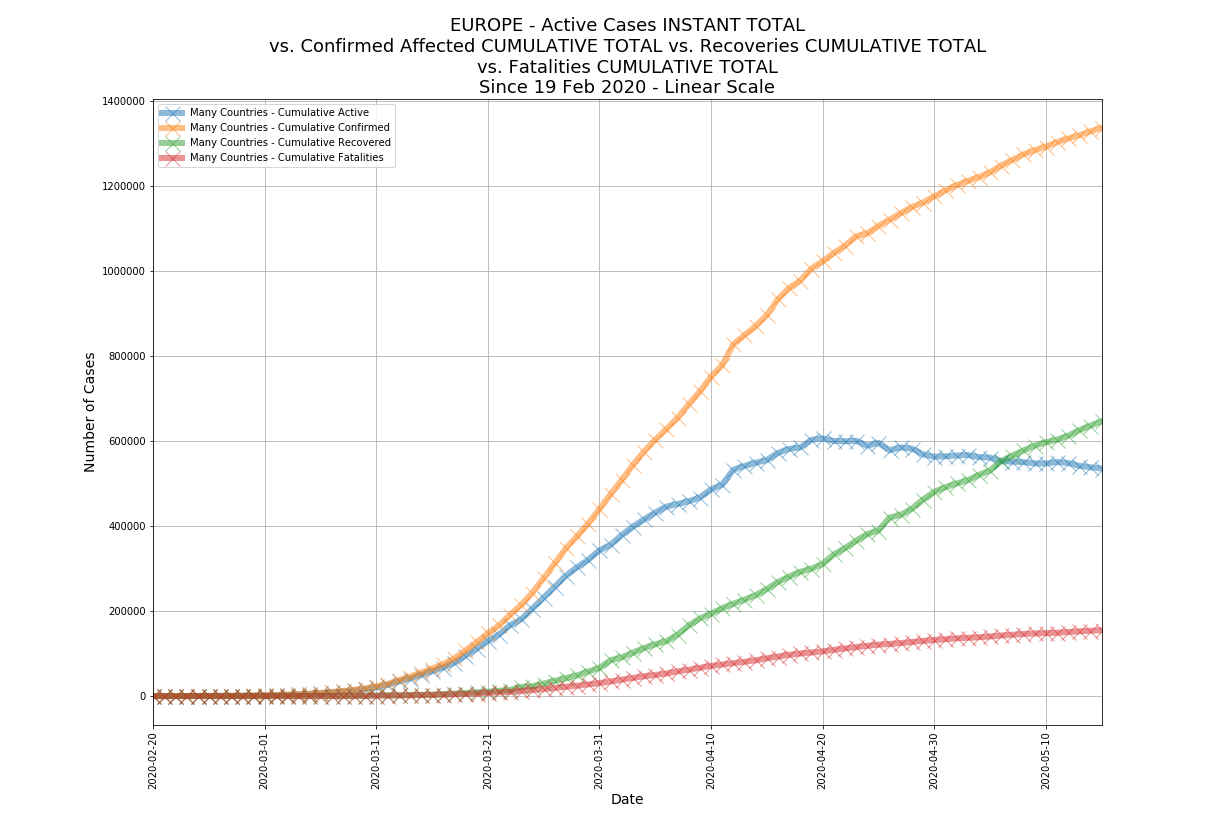 EUROPE - Active Cases INSTANT TOTAL
vs. Confirmed Affected CUMULATIVE TOTAL vs. Recoveries CUMULATIVE TOTAL
vs. Fatalities CUMULATIVE TOTAL
Since 19 Feb 2020 - Linear Scale
Many Countries - Cumulative Active
Many Countries - Cumulative Confirmed
Many Countries - Cumulative Recovered
Many Countries - Cumulative Fatalities
Number of Cases
1400000
1200000
1000000
800000
600000
400000
200000
0
2020-02-20
2020-03-01
2020-03-11
2020-03-21
2020-03-31
2020-04-10
2020-04-20
2020-04-30
2020-05-10
Date